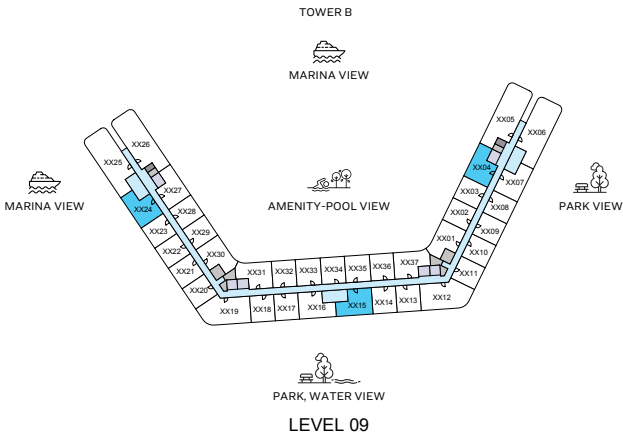 TOWER B
MARINA VIEW
XX05
XX06
XX26
XX25
XX04
XX07
XX27
XX24
XX03
XX08
MARINA VIEW
AMENITY-POOL VIEW
PARK VIEW
XX28
XX23
XX02
XX09
XX29
XX22
XX01
XX10
XX30
XX21
XX31
XX32
XX33
XX34
XX35
XX36
XX37
XX11
XX20
XX19
XX18
XX17
XX16
XX15
XX14
XX13
XX12
PARK, WATER VIEW
LEVEL 09